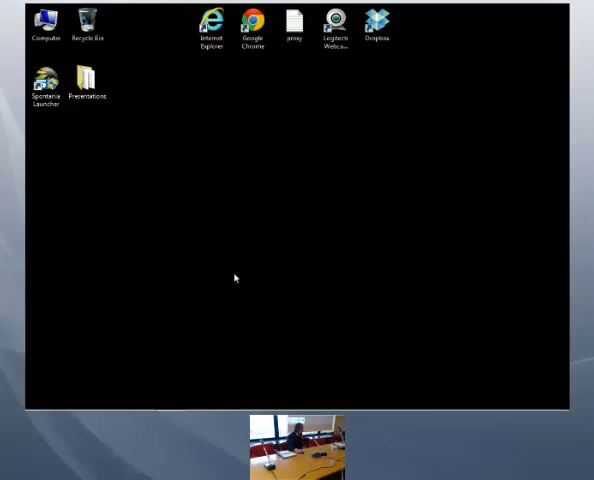 Computer
Recycle Bin
Internet
Explorer
Google
Chrome
proxy
Logitech
Webca...
Dropbox
Spontania
Launcher
Presentations